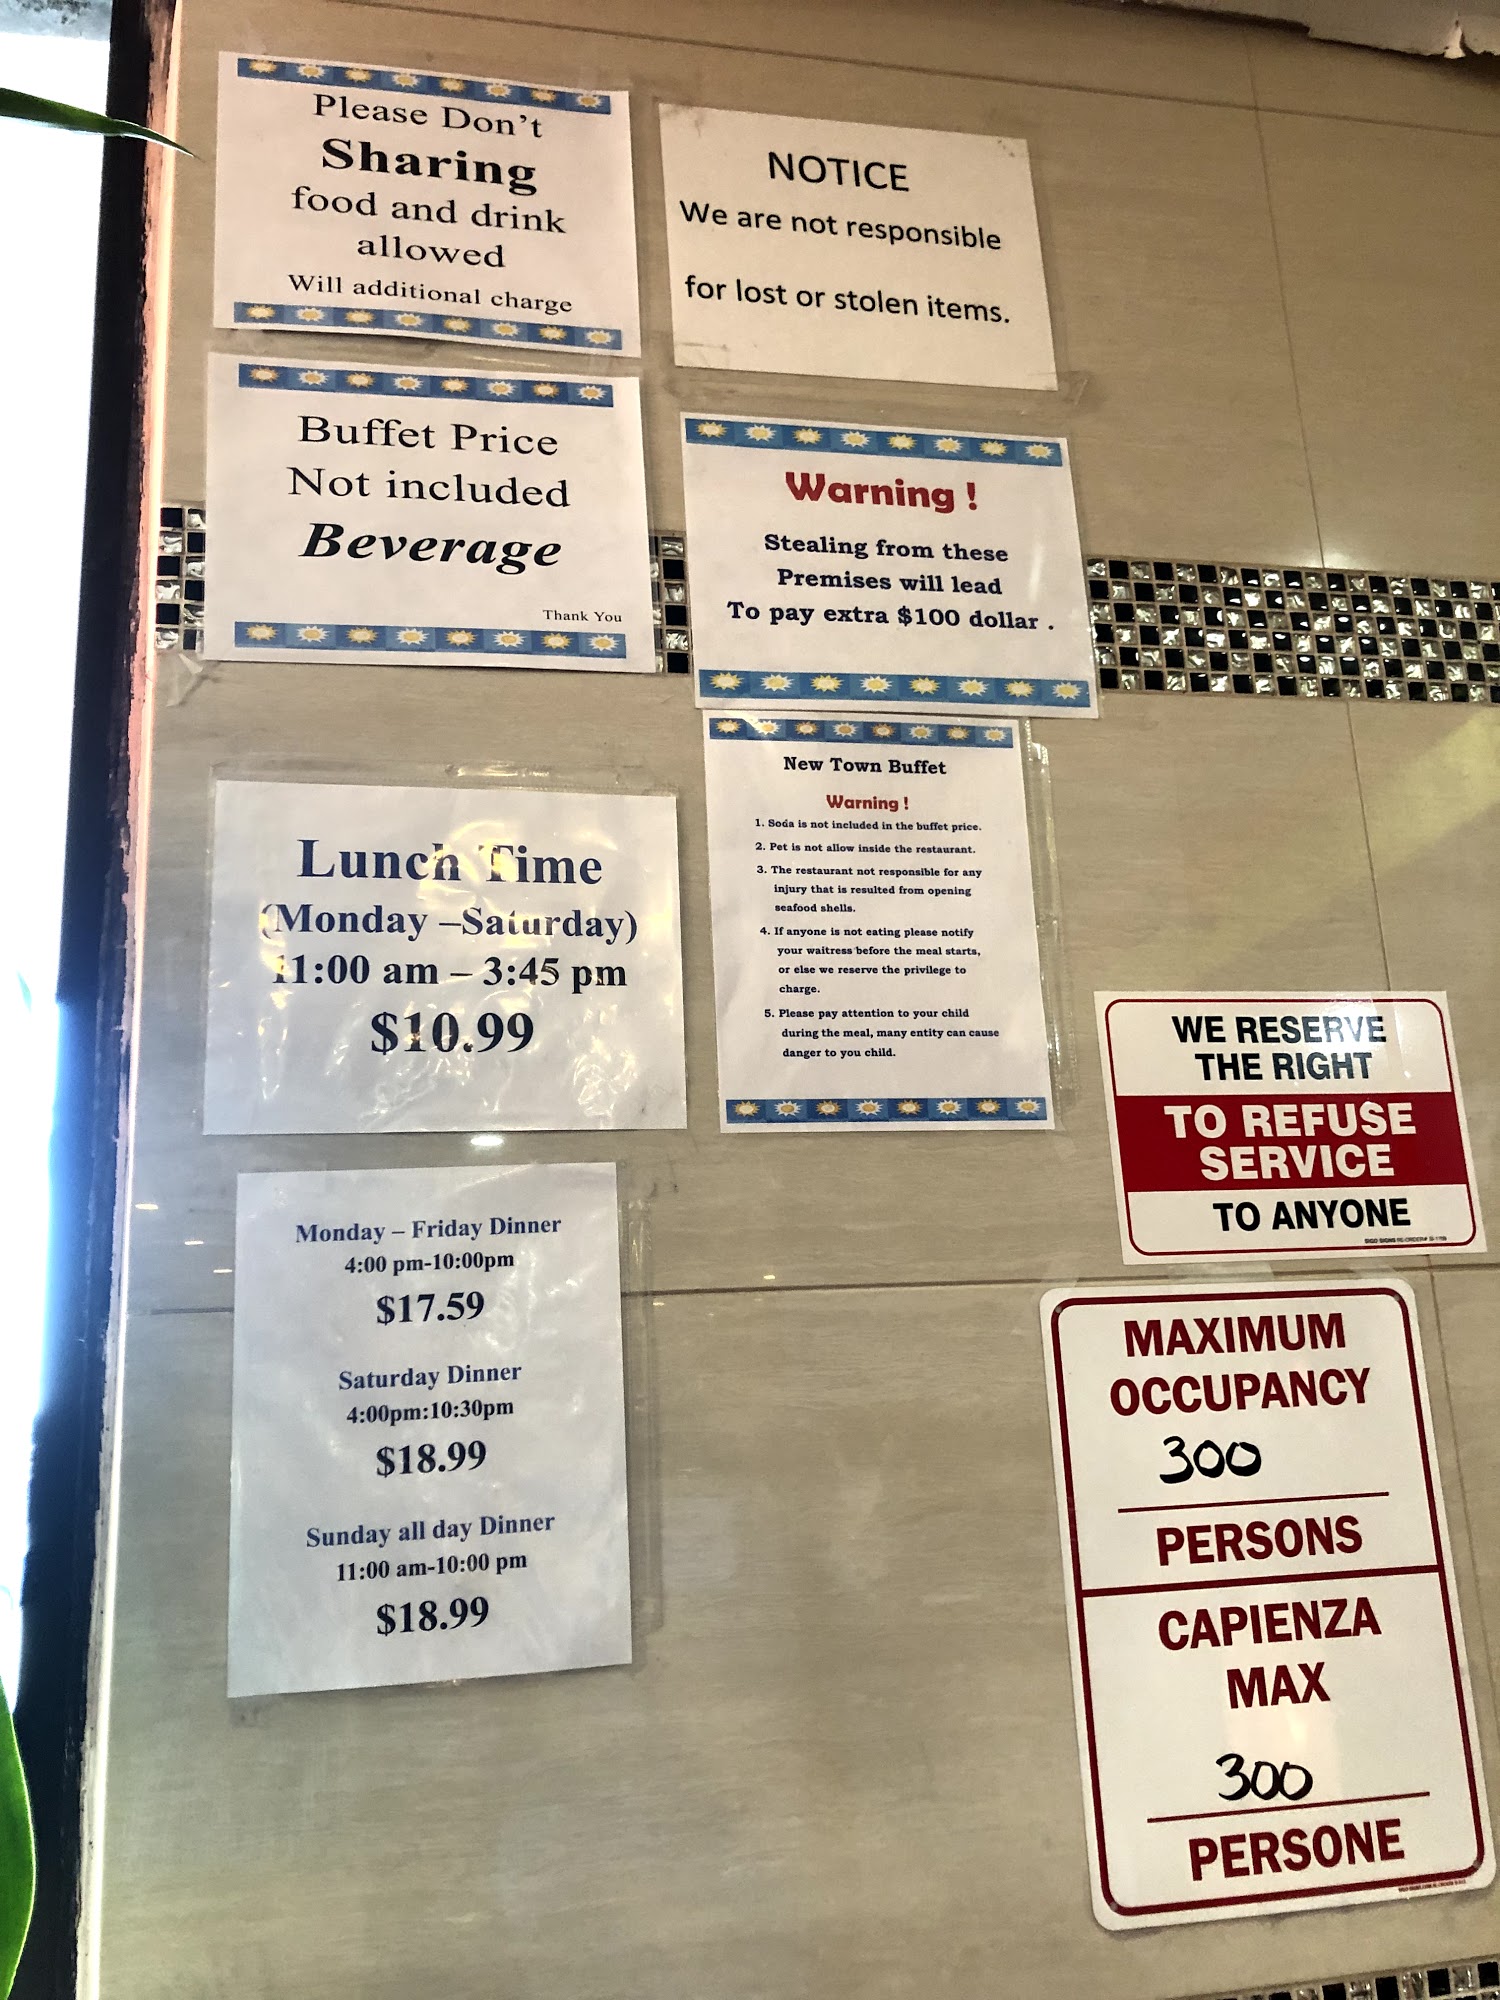 Please Don't
Sharing
food and drink
allowed
Will additional charge
NOTICE
We are not responsible
for lost or stolen items.
Buffet Price
Not included
Beverage
Thank You
Warning !
Stealing from these
Premises will lead
To pay extra $100 dollar .
New Town Buffet
Warning !
1. Soda is not included in the buffet price.
2. Pet is not allow inside the restaurant.
3. The restaurant not responsible for any
injury that is resulted from opening
seafood shells.
4. If anyone is not eating please notify
your waitress before the meal starts,
or else we reserve the privilege to
charge.
5. Please pay attention to your child
during the meal, many entity can cause
danger to you child.
Lunch Time
(Monday –Saturday)
11:00 am – 3:45 pm
$10.99
Monday – Friday Dinner
4:00 pm-10:00pm
$17.59
Saturday Dinner
4:00pm:10:30pm
$18.99
Sunday all day Dinner
11:00 am-10:00 pm
$18.99
WE RESERVE
THE RIGHT
TO REFUSE
SERVICE
TO ANYONE
MAXIMUM
OCCUPANCY
300
PERSONS
CAPIENZA
MAX
300
PERSONE